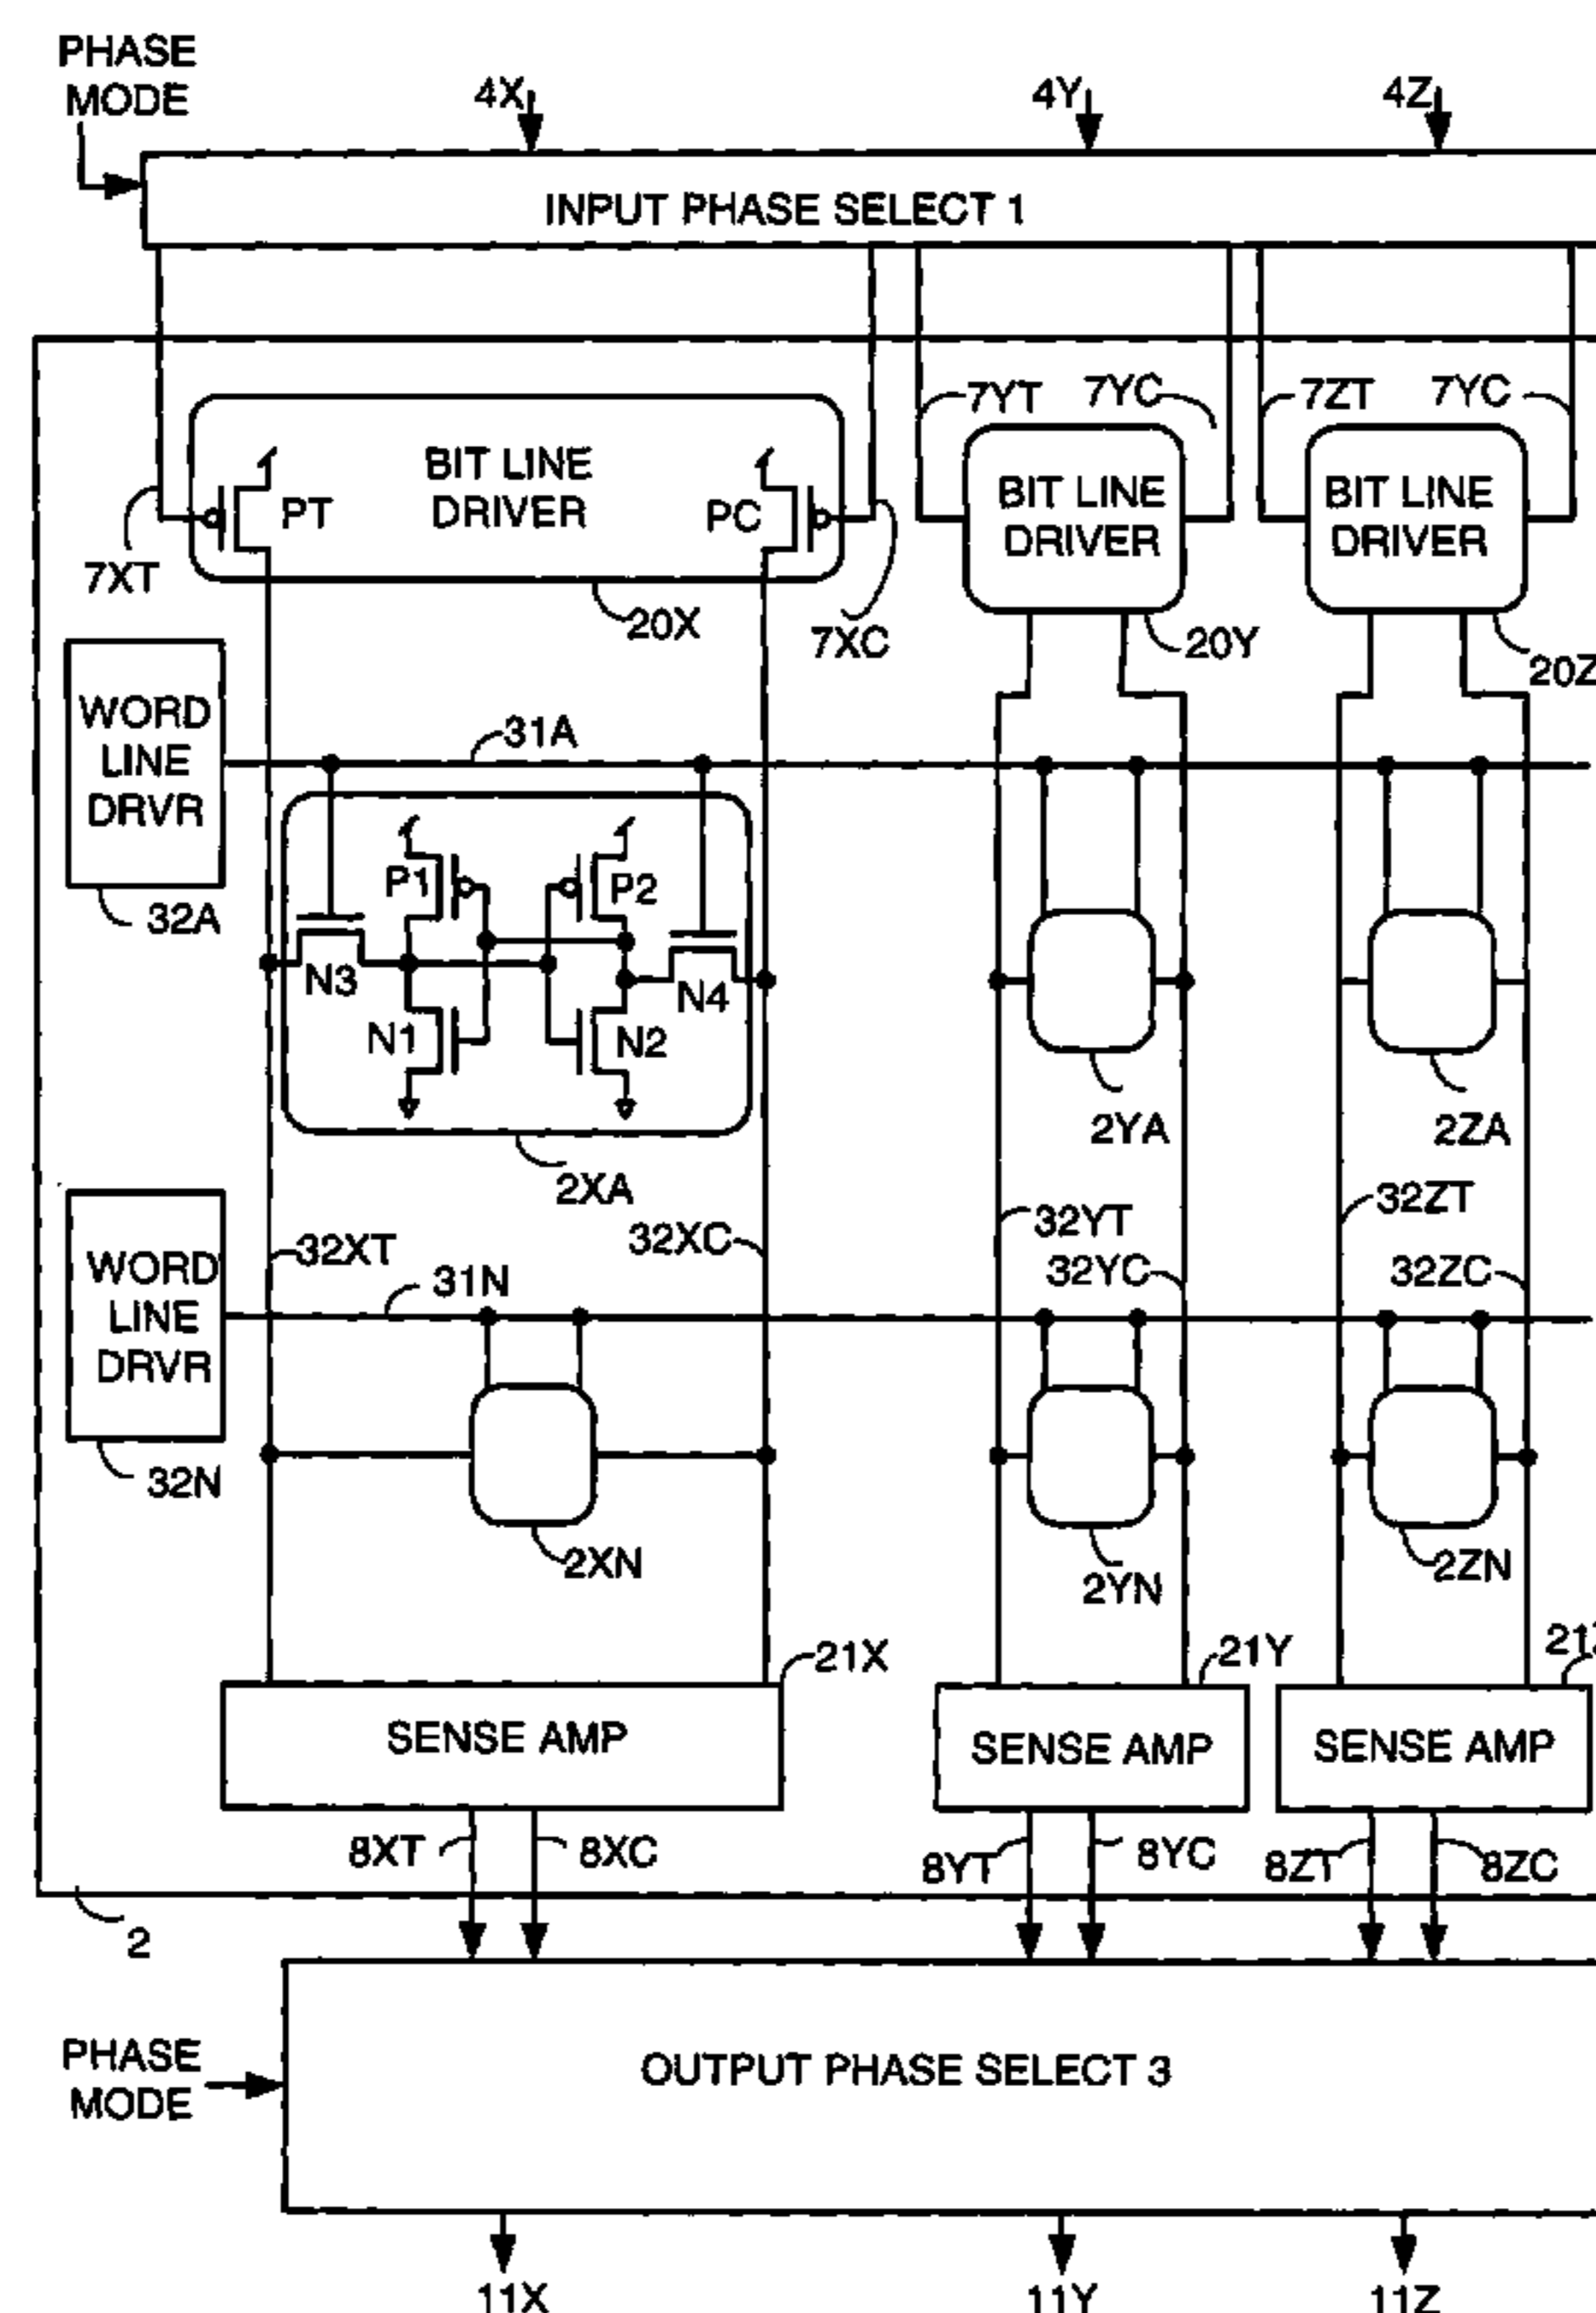 PHASE
MODE
4X
4Y
4Z
INPUT PHASE SELECT 1
7YT
7YC
7ZT
7YC
BIT LINE
DRIVER
PT
PC
BIT LINE
DRIVER
BIT LINE
DRIVER
7XT
20X
7XC
20Y
20Z
WORD
LINE
DRVR
31A
P1
P2
32A
N3
N4
N1
N2
2YA
2ZA
2XA
32XT
32XC
32YT
32ZT
WORD
LINE
DRVR
31N
32YC
32ZC
32N
2XN
2YN
2ZN
21X
21Y
SENSE AMP
SENSE AMP
SENSE AMP
8XT
8XC
8YT
8YC
8ZT
8ZC
2
PHASE
MODE
OUTPUT PHASE SELECT 3
11X
11Y
11Z